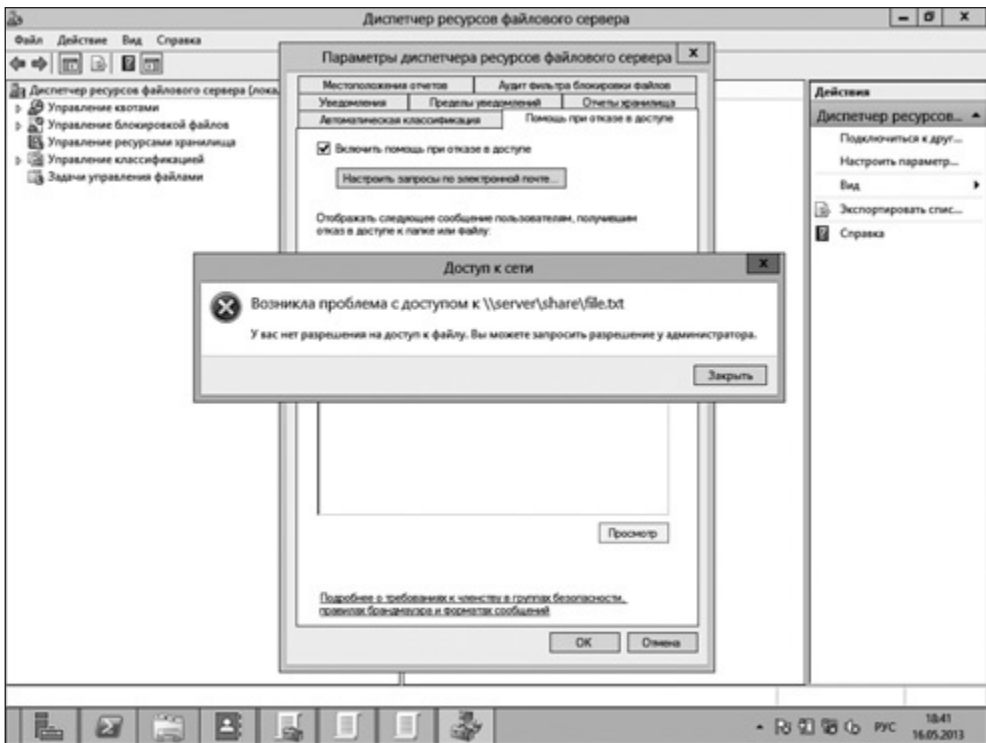 Диспетчер ресурсов файлового сервера
Файл Действие Вид Справка
Диспетчер ресурсов файлового сервера (лока
Управление квотами
Управление блокировкой файлов
Управление ресурсами хранилища
Управление классификацией
Задачи управления файлами
Параметры диспетчера ресурсов файлового сервера
Местоположения отчетов Аудит фильтра блокировки файлов
Уведомления Пределы уведомлений Отчеты хранилища
Автоматическая классификация Помощь при отказе в доступе
Включить помощь при отказе в доступе
Настроить запросы по электронной почте...
Отображать следующее сообщение пользователям, получившим
отказ в доступе к папке или файлу:
Доступ к сети
Возникла проблема с доступом к \\server\share\file.txt
У вас нет разрешения на доступ к файлу. Вы можете запросить разрешение у администратора.
Закрыть
Просмотр
Подробнее о требованиях к членству в группах безопасности,
правилах брандмауэра и форматах сообщений
OK Отмена
Действия
Диспетчер ресурсов...
Подключиться к друг...
Настроить параметр...
Вид
Экспортировать спис...
Справка
РУС
18:41
16.05.2013